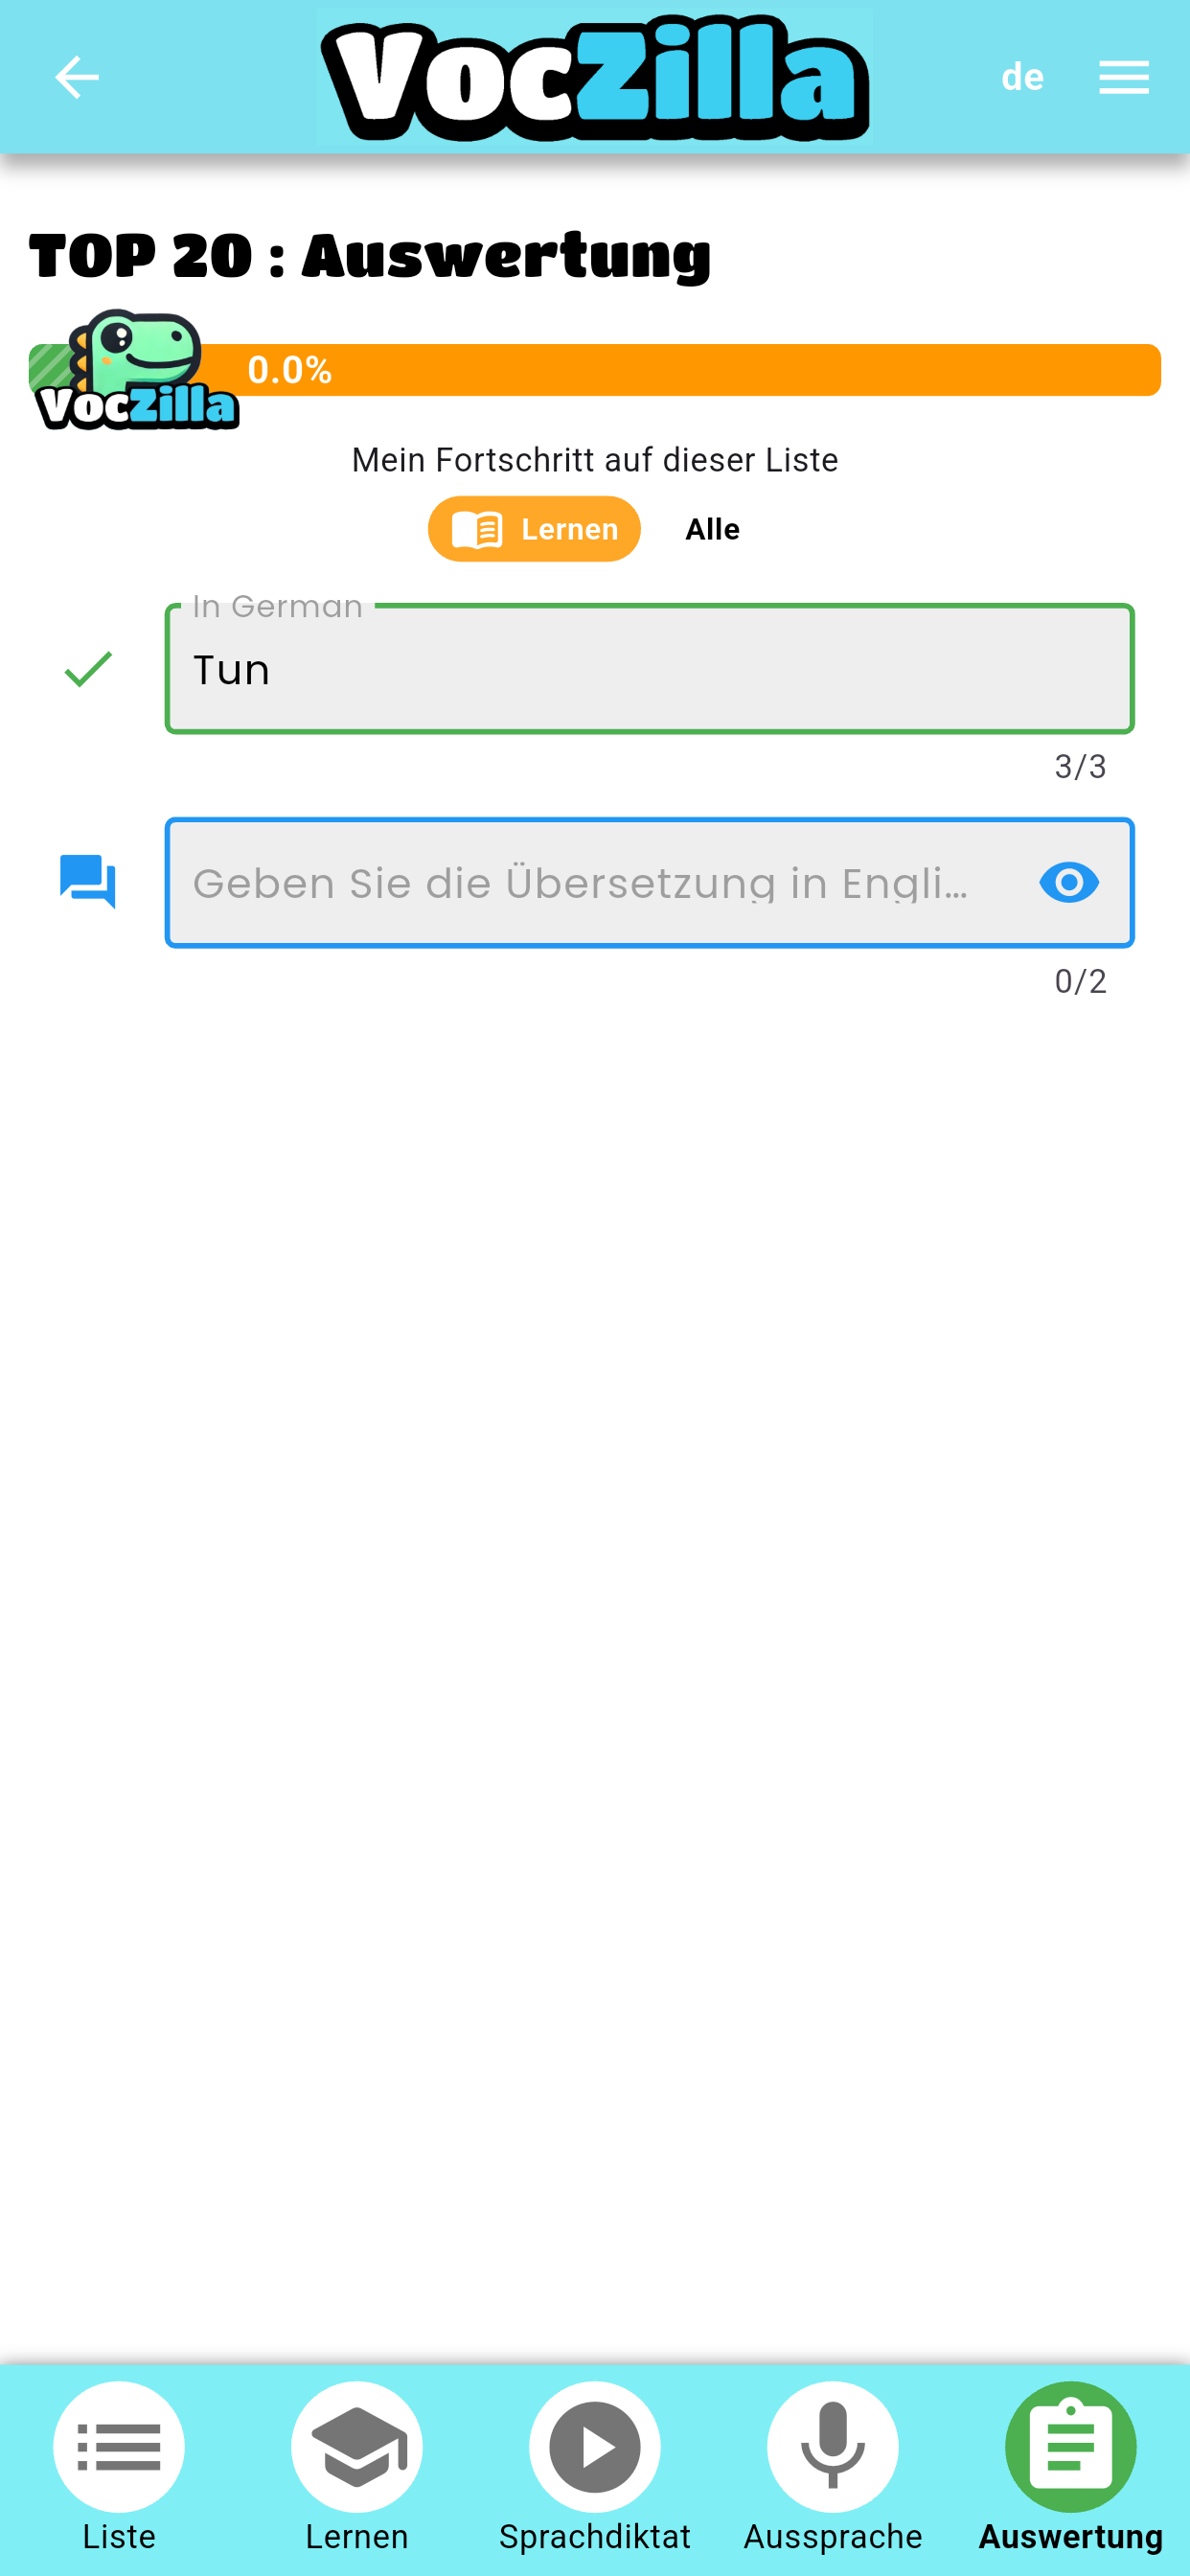 VocZilla
de
TOP 20 : Auswertung
0.0%
VocZilla
Mein Fortschritt auf dieser Liste
Lernen Alle
In German
Tun
3/3
Geben Sie die Übersetzung in Engli...
0/2
Liste Lernen Sprachdiktat Aussprache Auswertung